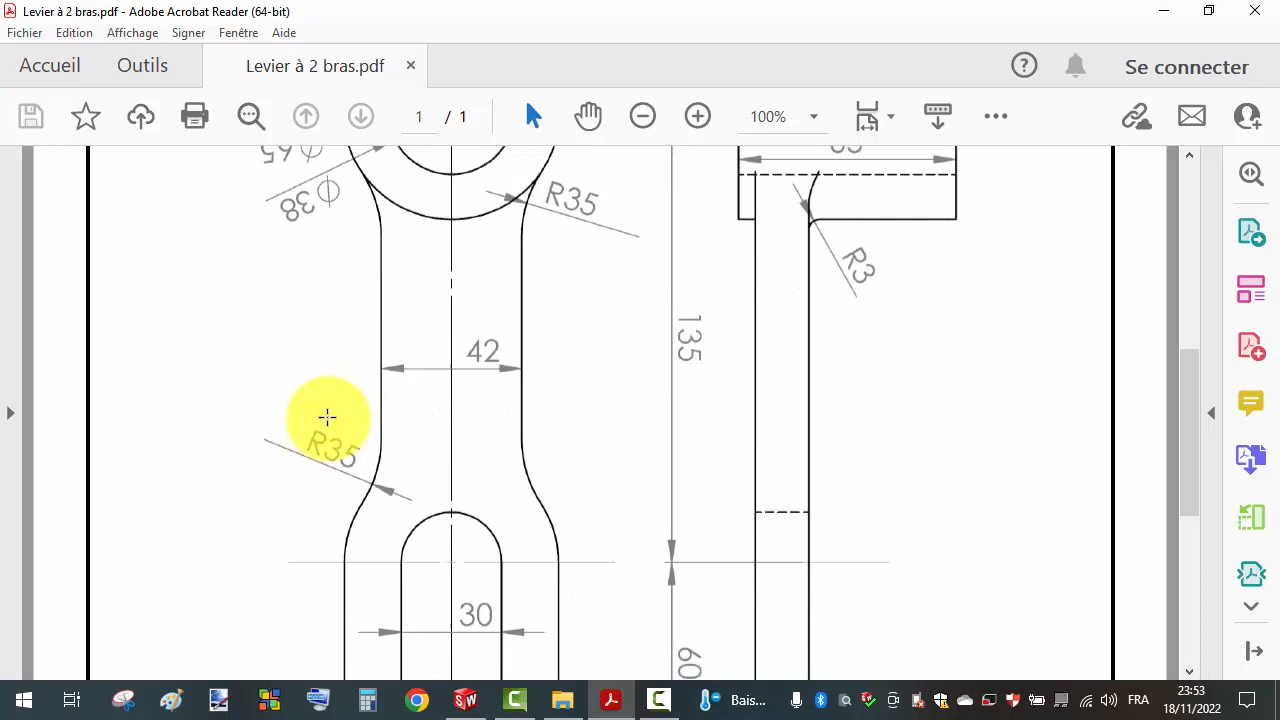 Levier à 2 bras.pdf - Adobe Acrobat Reader (64-bit)
Fichier Edition Affichage Signer Fenêtre Aide
Accueil Outils Levier à 2 bras.pdf × ? Se connecter
1 / 1 100%
Φ65
Φ38
R35
R3
135
42
R35
30
60
Bais...
FRA
23:53
18/11/2022